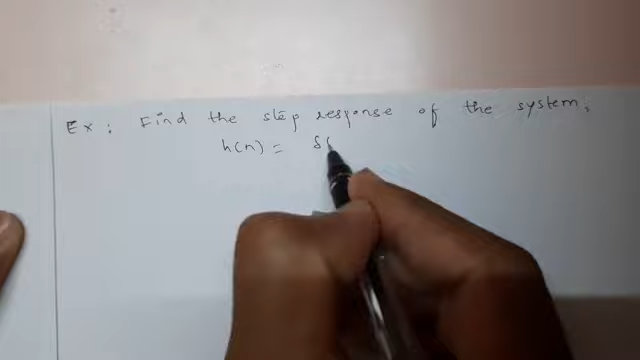 Ex: Find the step response of the system;
h(n) = δ(